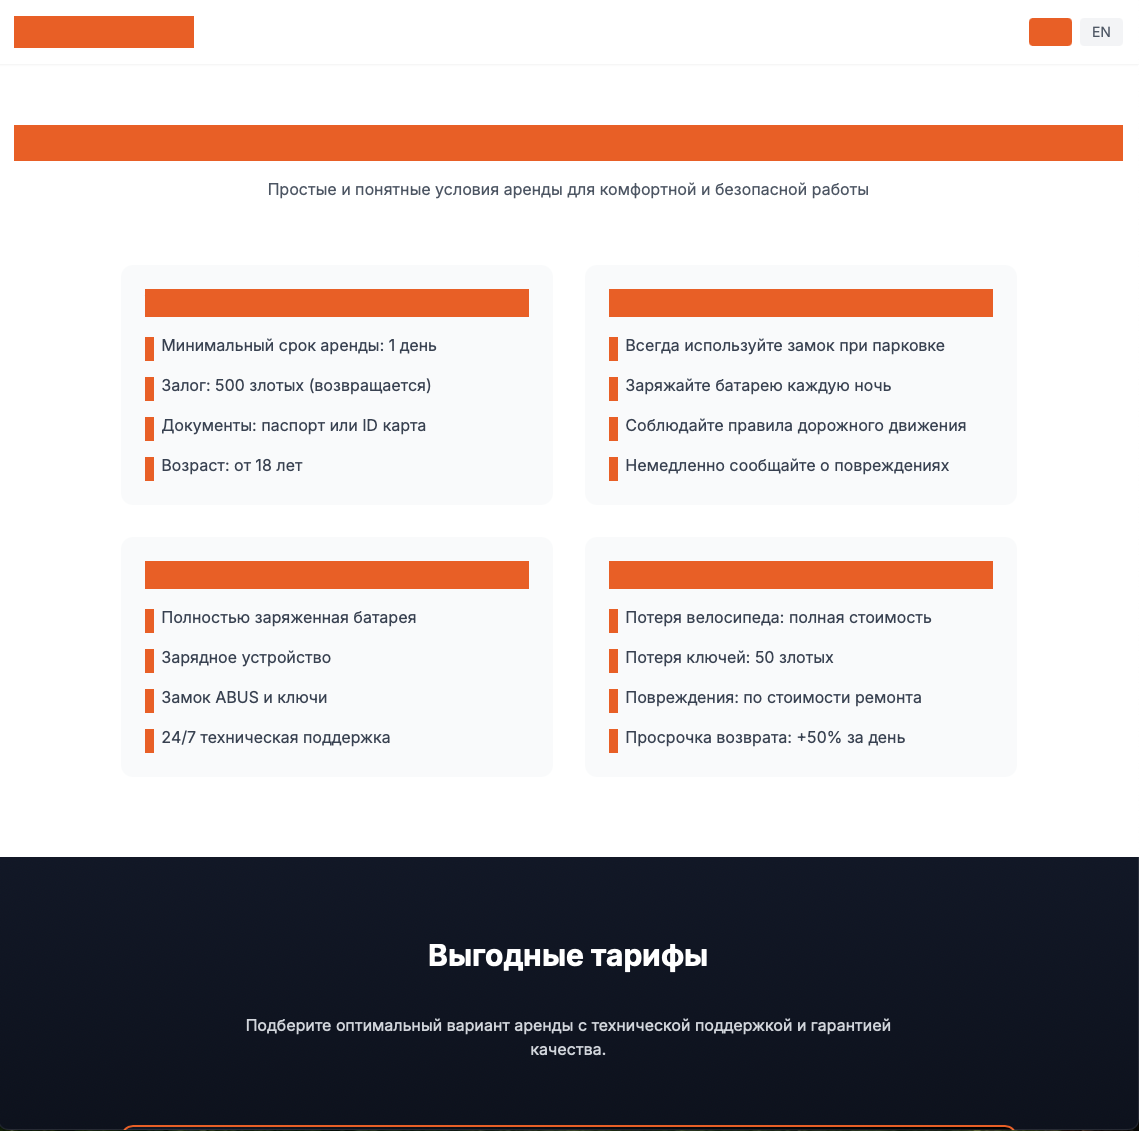 EN
Простые и понятные условия аренды для комфортной и безопасной работы
Минимальный срок аренды: 1 день
Залог: 500 злотых (возвращается)
Документы: паспорт или ID карта
Возраст: от 18 лет
Всегда используйте замок при парковке
Заряжайте батарею каждую ночь
Соблюдайте правила дорожного движения
Немедленно сообщайте о повреждениях
Полностью заряженная батарея
Зарядное устройство
Замок ABUS и ключи
24/7 техническая поддержка
Потеря велосипеда: полная стоимость
Потеря ключей: 50 злотых
Повреждения: по стоимости ремонта
Просрочка возврата: +50% за день
Выгодные тарифы
Подберите оптимальный вариант аренды с технической поддержкой и гарантией
качества.